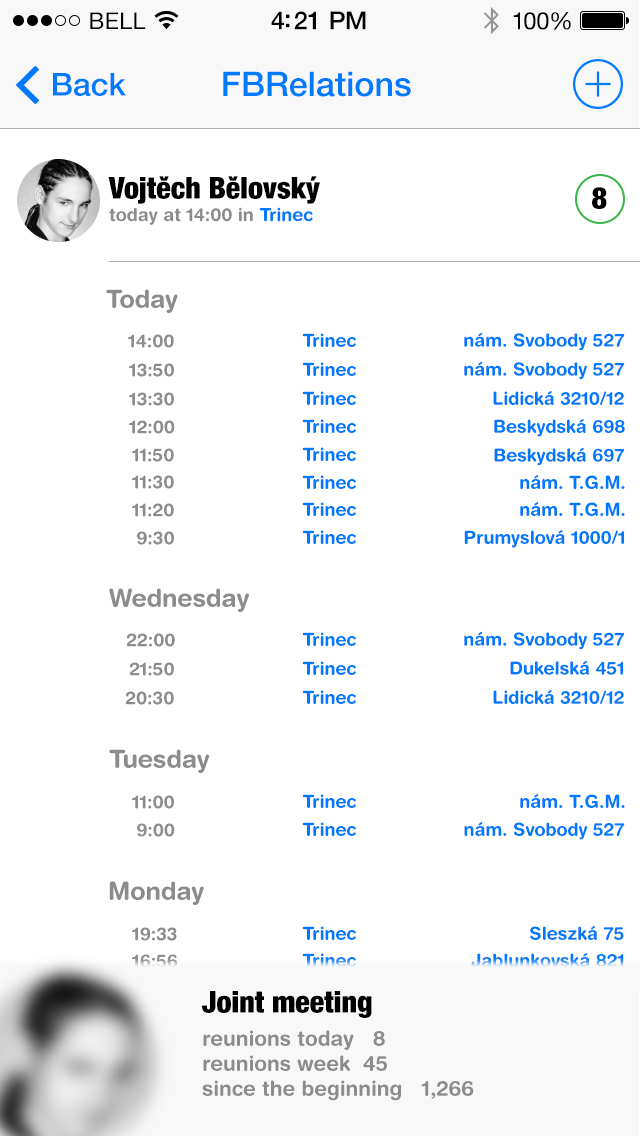 BELL 4:21 PM 100%
Back FBRelations
Vojtěch Bělovský 8
today at 14:00 in Trinec
Today
14:00 Trinec nám. Svobody 527
13:50 Trinec nám. Svobody 527
13:30 Trinec Lidická 3210/12
12:00 Trinec Beskydská 698
11:50 Trinec Beskydská 697
11:30 Trinec nám. T.G.M.
11:20 Trinec nám. T.G.M.
9:30 Trinec Prumyslová 1000/1
Wednesday
22:00 Trinec nám. Svobody 527
21:50 Trinec Dukelská 451
20:30 Trinec Lidická 3210/12
Tuesday
11:00 Trinec nám. T.G.M.
9:00 Trinec nám. Svobody 527
Monday
19:33 Trinec Sleszká 75
16:56 Trinec Jablunkovská 821
Joint meeting
reunions today 8
reunions week 45
since the beginning 1,266